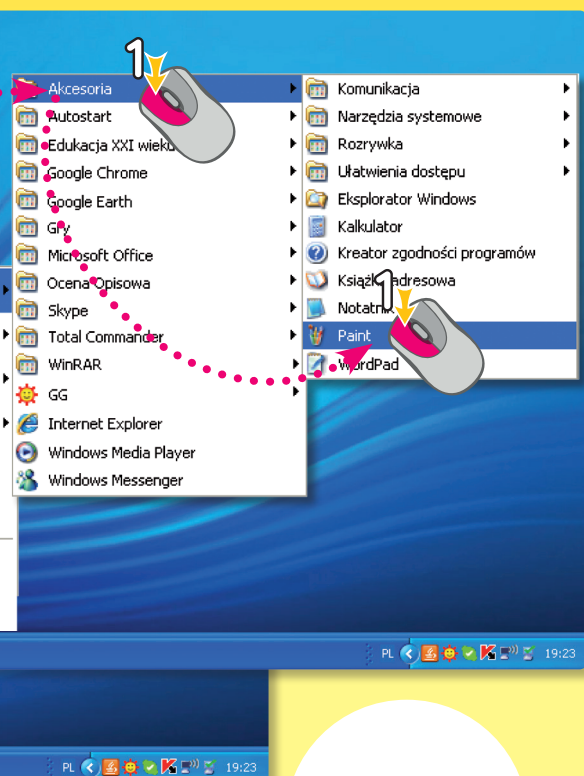 1
Akcesoria
Autostart
Edukacja XXI wieku
Google Chrome
Google Earth
Gry
Microsoft Office
Ocena Opisowa
Skype
Total Commander
WinRAR
GG
Internet Explorer
Windows Media Player
Windows Messenger
Komunikacja
Narzędzia systemowe
Rozrywka
Ułatwienia dostępu
Eksplorator Windows
Kalkulator
Kreator zgodności programów
Książka adresowa
Notatnik
1
Paint
WordPad
PL 19:23
PL 19:23